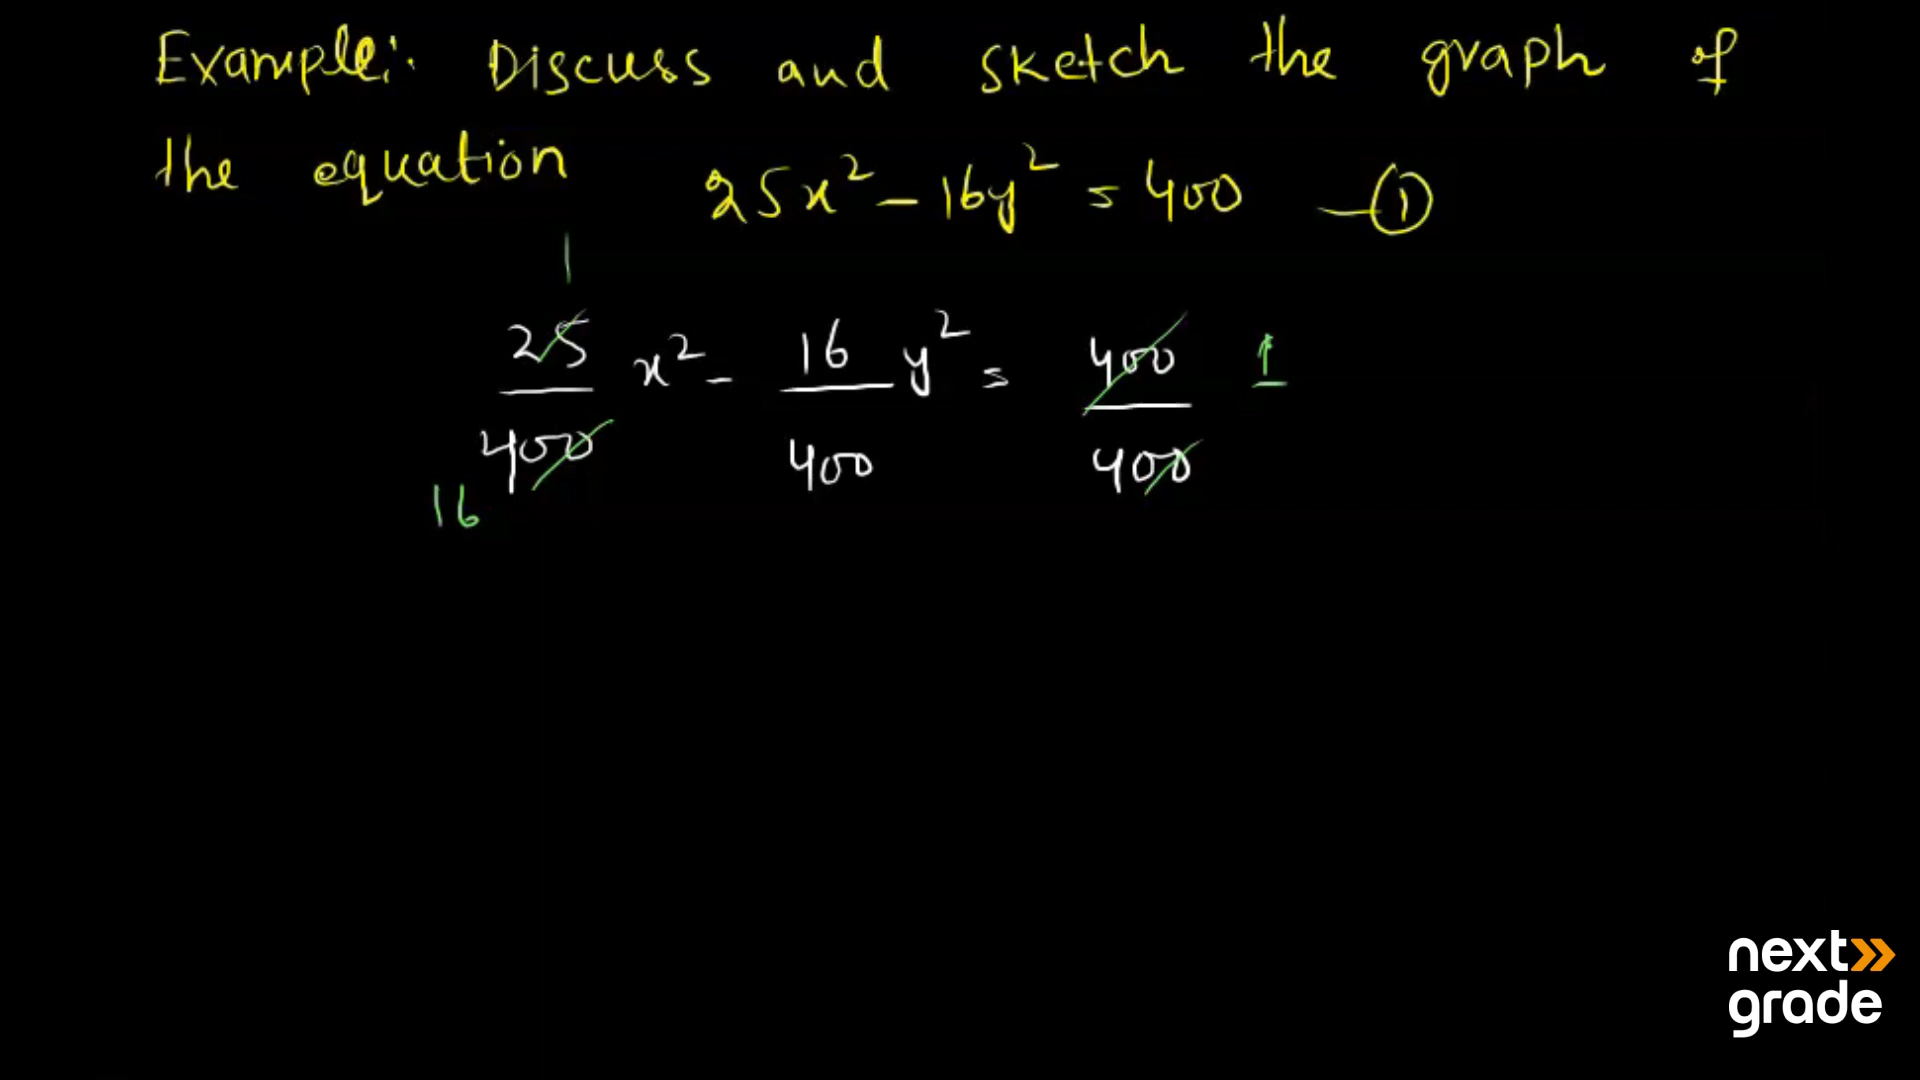 Example:. Discuss and sketch the graph of
the equation 25x² - 16y² = 400 — ①
1
25/400 x² - 16/400 y² = 400/400 1
16
next
grade